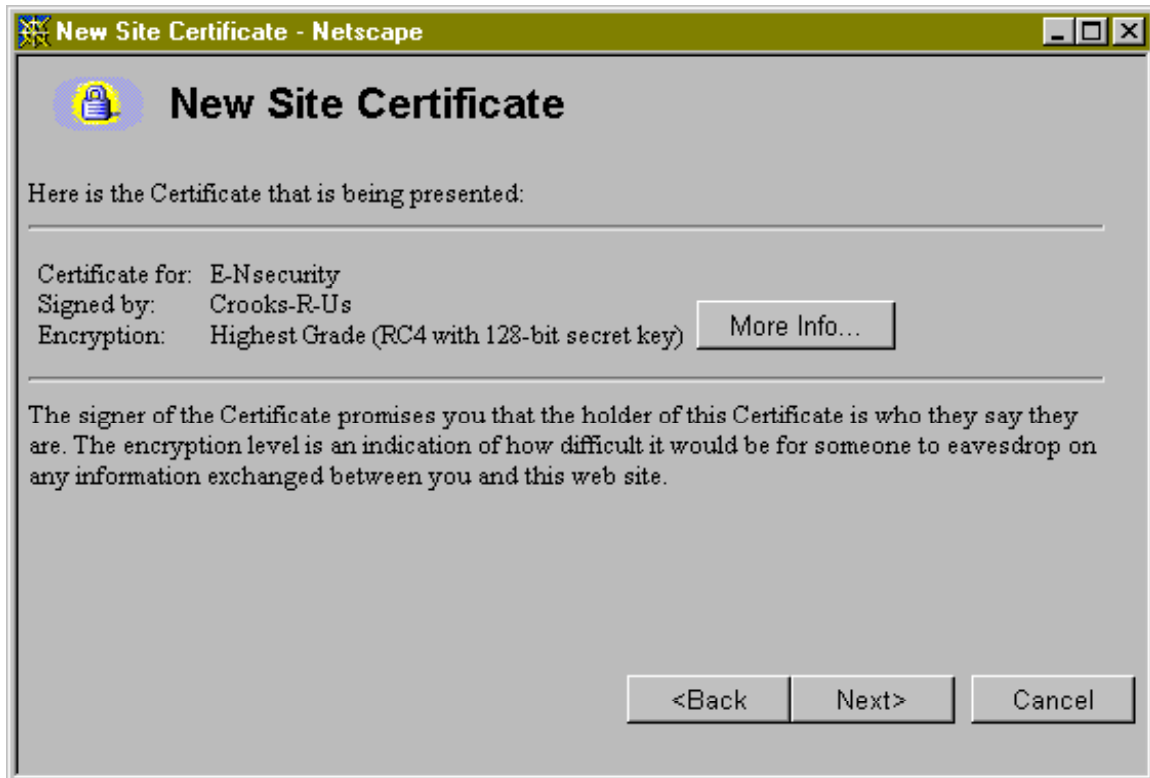 New Site Certificate - Netscape
New Site Certificate
Here is the Certificate that is being presented:
Certificate for: E-Nsecurity
Signed by: Crooks-R-Us
Encryption: Highest Grade (RC4 with 128-bit secret key)
More Info...
The signer of the Certificate promises you that the holder of this Certificate is who they say they
are. The encryption level is an indication of how difficult it would be for someone to eavesdrop on
any information exchanged between you and this web site.
<Back Next> Cancel